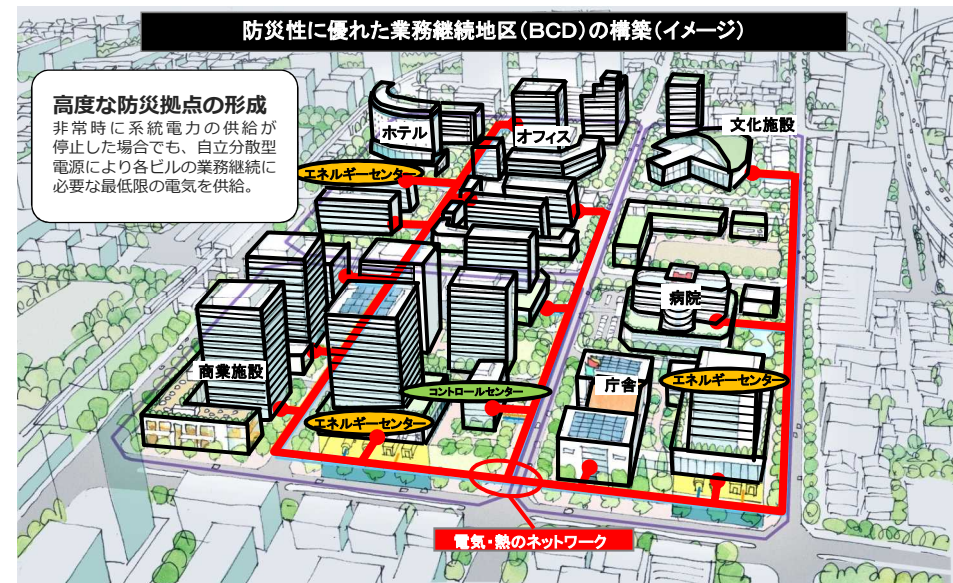 防災性に優れた業務継続地区(BCD)の構築(イメージ)
高度な防災拠点の形成
非常時に系統電力の供給が
停止した場合でも、自立分散型
電源により各ビルの業務継続に
必要な最低限の電気を供給。
ホテル
オフィス
文化施設
エネルギーセンター
病院
商業施設
コントロールセンター
庁舎
エネルギーセンター
エネルギーセンター
電気・熱のネットワーク